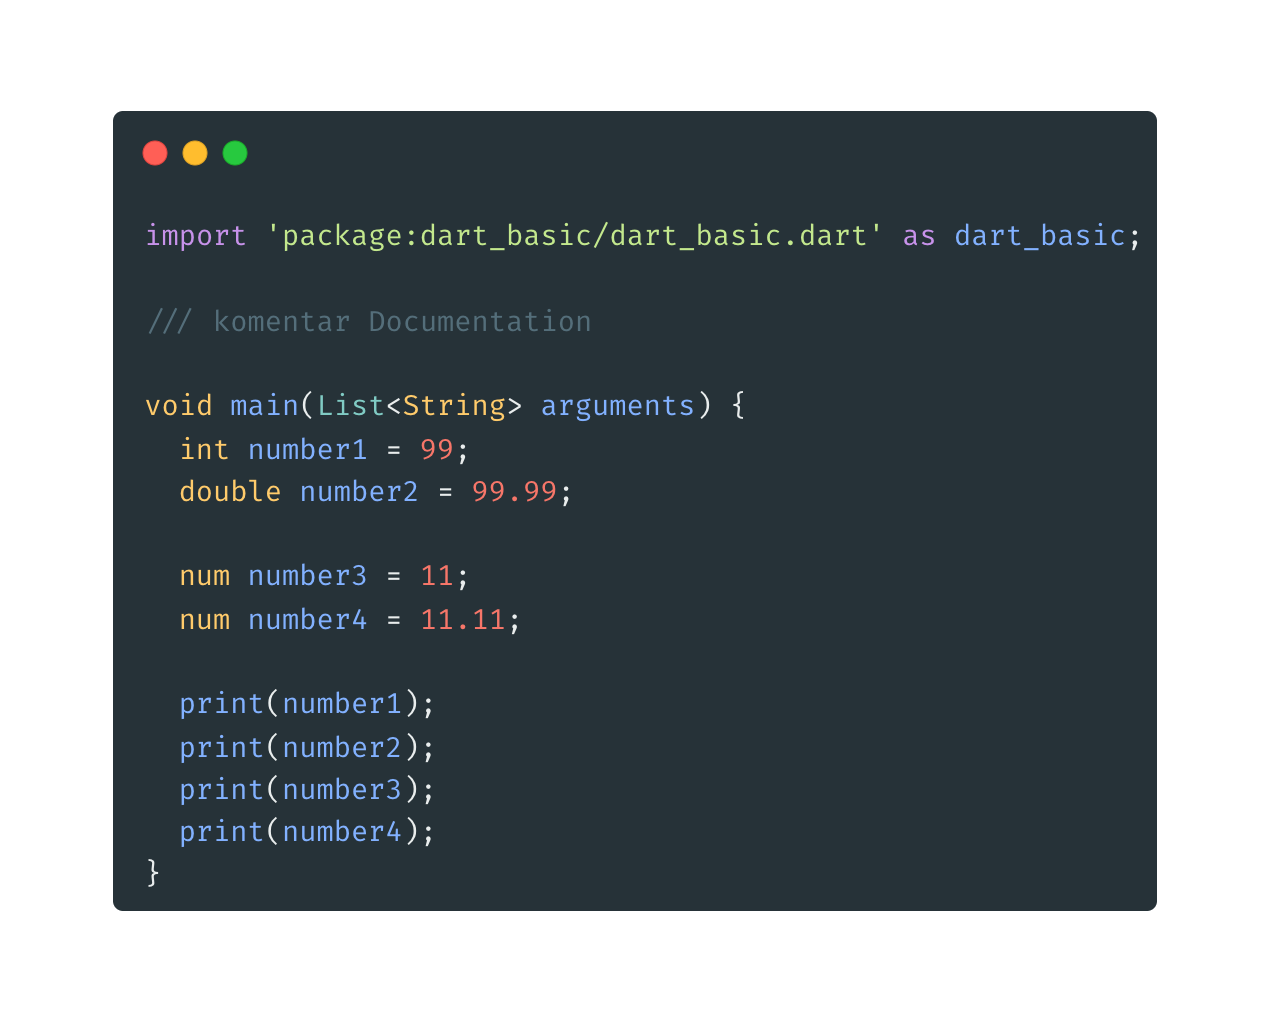 import 'package:dart_basic/dart_basic.dart' as dart_basic;
/// komentar Documentation
void main(List<String> arguments) {
int number1 = 99;
double number2 = 99.99;
num number3 = 11;
num number4 = 11.11;
print(number1);
print(number2);
print(number3);
print(number4);
}